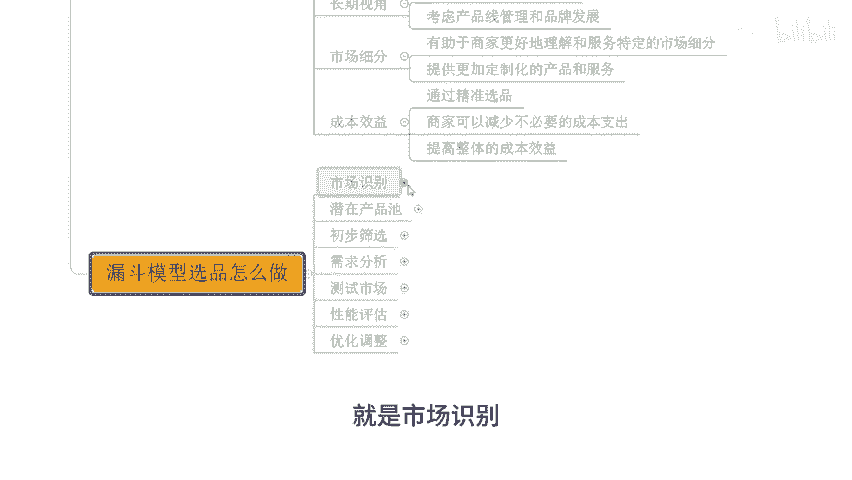 bilibili
长期视角
考虑产品线管理和品牌发展
市场细分
有助于商家更好地理解和服务特定的市场细分
提供更加定制化的产品和服务
成本效益
通过精准选品
商家可以减少不必要的成本支出
提高整体的成本效益
漏斗模型选品怎么做
市场识别
潜在产品池
初步筛选
需求分析
测试市场
性能评估
优化调整
就是市场识别